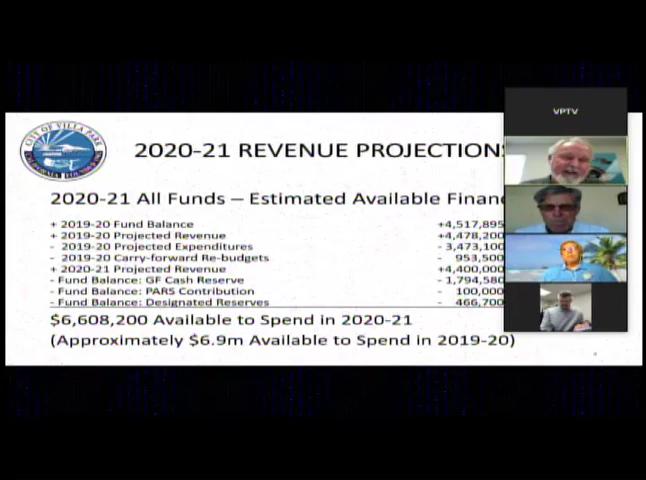 CITY OF VILLA PARK
2020-21 REVENUE PROJECTIONS
2020-21 All Funds – Estimated Available Financ
+ 2019-20 Fund Balance +4,517,895
+ 2019-20 Projected Revenue +4,478,200
- 2019-20 Projected Expenditures - 3,473,100
- 2019-20 Carry-forward Re-budgets - 953,500
+ 2020-21 Projected Revenue +4,400,000
- Fund Balance: GF Cash Reserve - 1,794,580
- Fund Balance: PARS Contribution - 100,000
- Fund Balance: Designated Reserves - 466,700
$6,608,200 Available to Spend in 2020-21
(Approximately $6.9m Available to Spend in 2019-20)
VPTV